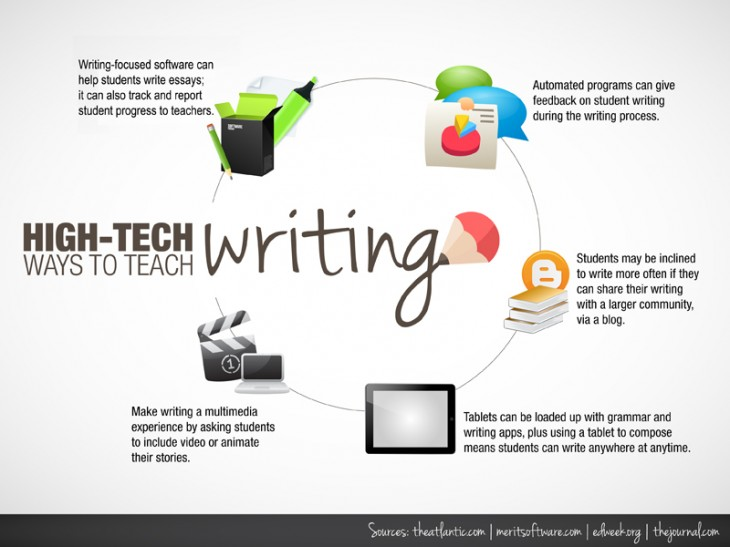 HIGH-TECH
WAYS TO TEACH
writing
Writing-focused software can
help students write essays;
it can also track and report
student progress to teachers.
Automated programs can give
feedback on student writing
during the writing process.
Students may be inclined
to write more often if they
can share their writing
with a larger community,
via a blog.
Tablets can be loaded up with grammar and
writing apps, plus using a tablet to compose
means students can write anywhere at anytime.
Make writing a multimedia
experience by asking students
to include video or animate
their stories.
1
Sources: theatlantic.com | meritsoftware.com | edweek.org | thejournal.com